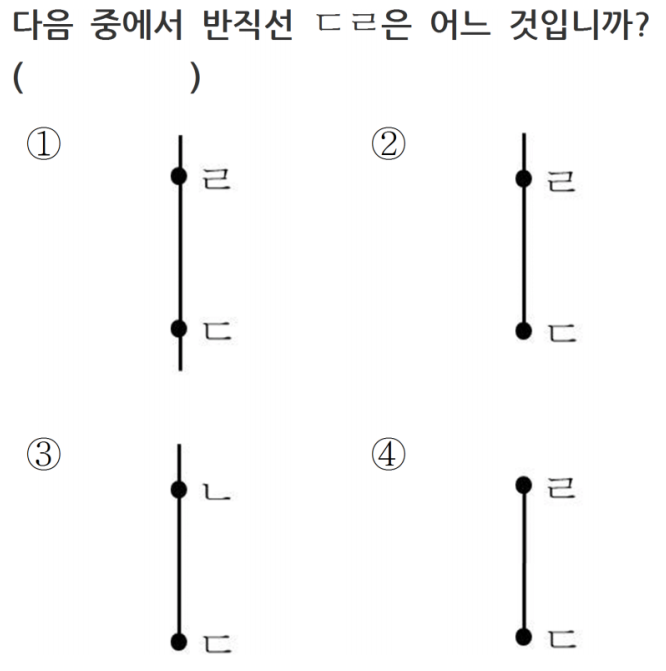 다음 중에서 반직선 ㄷㄹ은 어느 것입니까?
( )
① ㄹ ㄷ
② ㄹ ㄷ
③ ㄴ ㄷ
④ ㄹ ㄷ